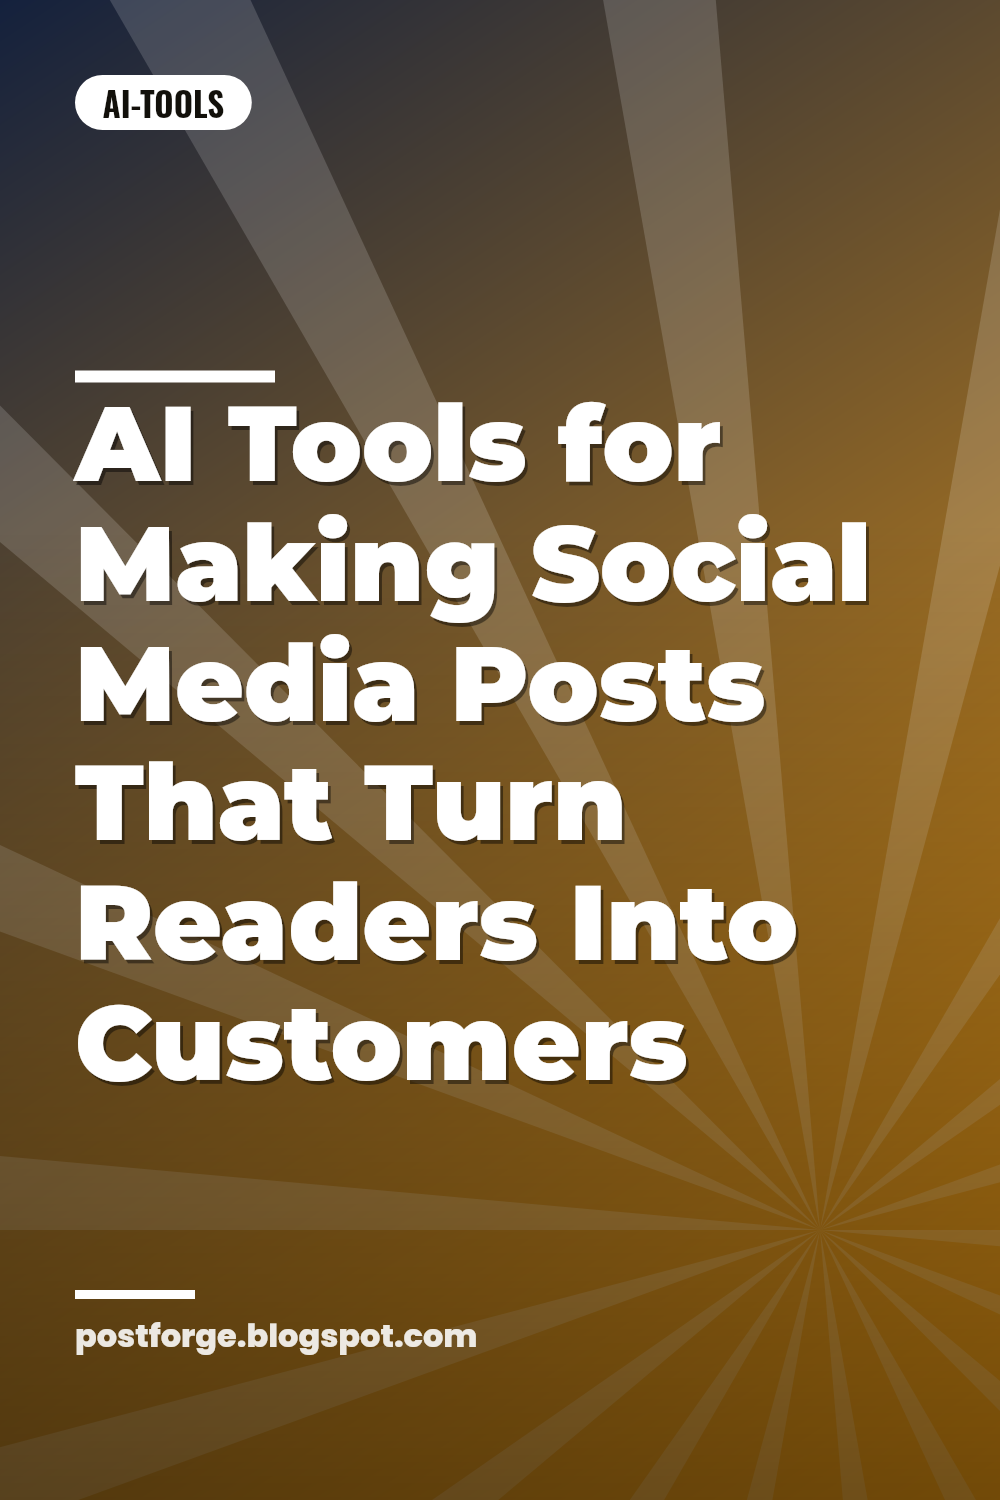 AI-TOOLS
AI Tools for
Making Social
Media Posts
That Turn
Readers Into
Customers
postforge.blogspot.com